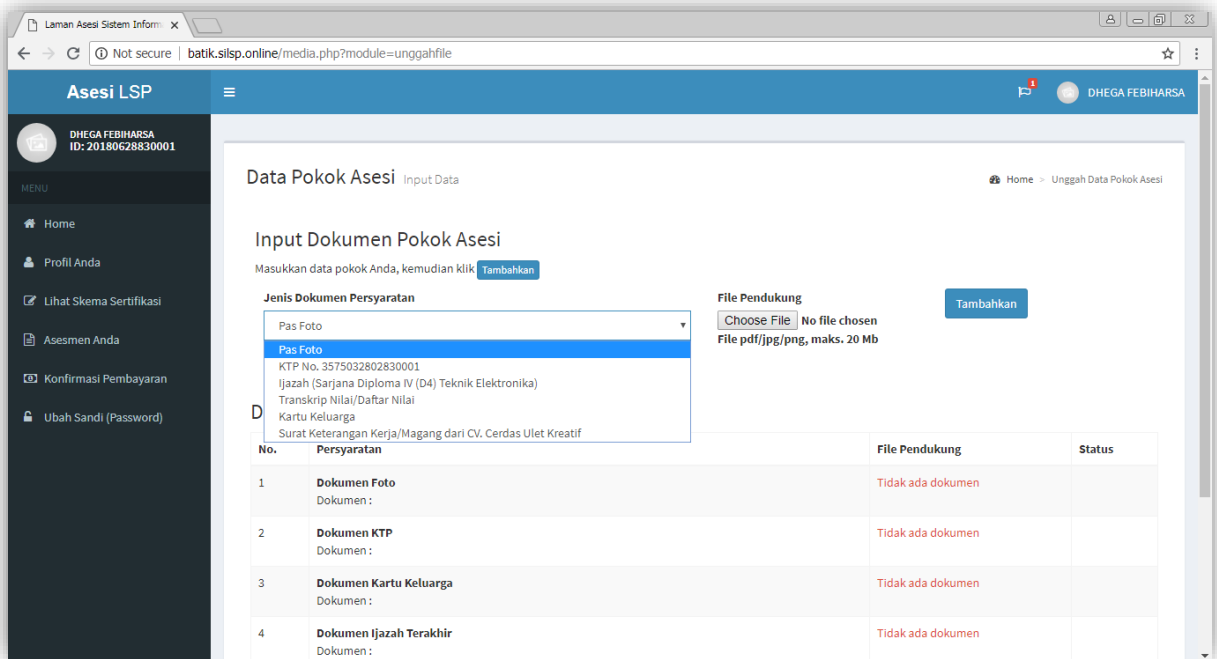 Laman Asesi Sistem Inform
Not secure | batik.silsp.online/media.php?module=unggahfile
Asesi LSP
1
DHEGA FEBIHARSA
DHEGA FEBIHARSA
ID: 20180628830001
MENU
Home
Profil Anda
Lihat Skema Sertifikasi
Asesmen Anda
Konfirmasi Pembayaran
Ubah Sandi (Password)
Data Pokok Asesi Input Data
Home > Unggah Data Pokok Asesi
Input Dokumen Pokok Asesi
Masukkan data pokok Anda, kemudian klik Tambahkan
Jenis Dokumen Persyaratan
Pas Foto
Pas Foto
KTP No. 3575032802830001
Ijazah (Sarjana Diploma IV (D4) Teknik Elektronika)
Transkrip Nilai/Daftar Nilai
Kartu Keluarga
Surat Keterangan Kerja/Magang dari CV. Cerdas Ulet Kreatif
File Pendukung
Choose File No file chosen
File pdf/jpg/png, maks. 20 Mb
Tambahkan
D
No. Persyaratan File Pendukung Status
1 Dokumen Foto Tidak ada dokumen
Dokumen :
2 Dokumen KTP Tidak ada dokumen
Dokumen :
3 Dokumen Kartu Keluarga Tidak ada dokumen
Dokumen :
4 Dokumen Ijazah Terakhir Tidak ada dokumen
Dokumen :